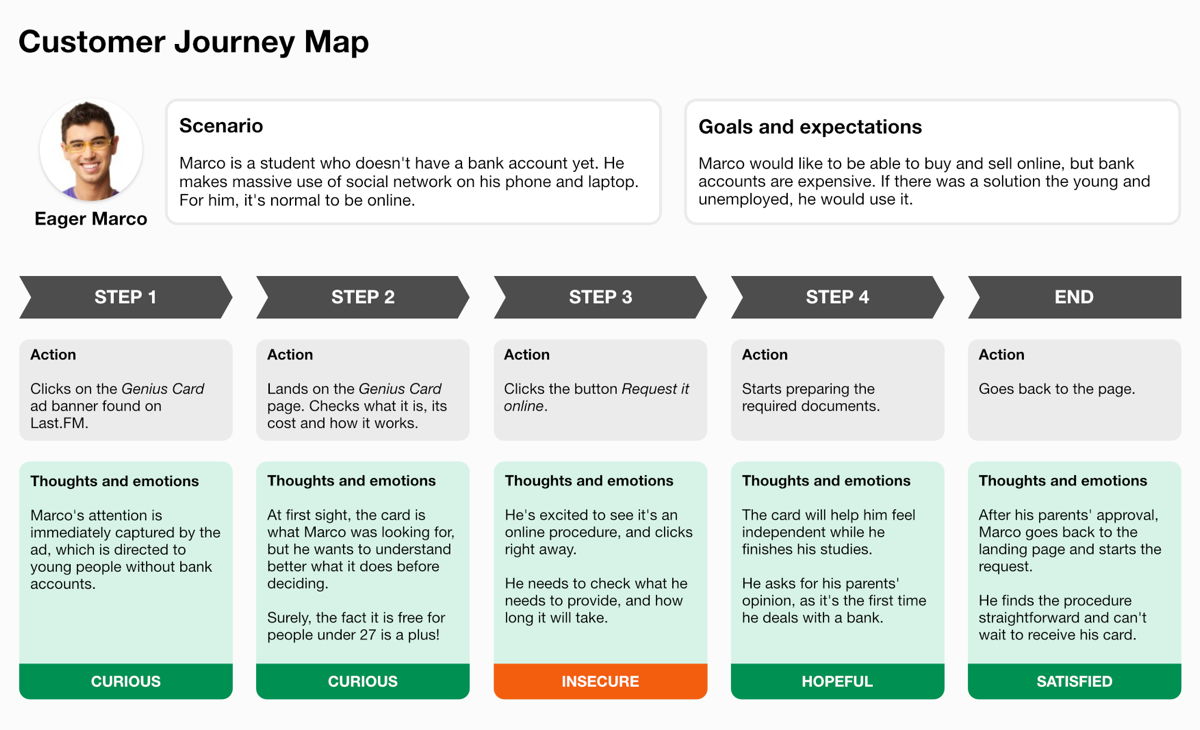 Customer Journey Map
Eager Marco
Scenario
Marco is a student who doesn't have a bank account yet. He
makes massive use of social network on his phone and laptop.
For him, it's normal to be online.
Goals and expectations
Marco would like to be able to buy and sell online, but bank
accounts are expensive. If there was a solution the young and
unemployed, he would use it.
STEP 1
Action
Clicks on the Genius Card
ad banner found on
Last.FM.
Thoughts and emotions
Marco's attention is
immediately captured by the
ad, which is directed to
young people without bank
accounts.
CURIOUS
STEP 2
Action
Lands on the Genius Card
page. Checks what it is, its
cost and how it works.
Thoughts and emotions
At first sight, the card is
what Marco was looking for,
but he wants to understand
better what it does before
deciding.
Surely, the fact it is free for
people under 27 is a plus!
CURIOUS
STEP 3
Action
Clicks the button Request it
online.
Thoughts and emotions
He's excited to see it's an
online procedure, and clicks
right away.
He needs to check what he
needs to provide, and how
long it will take.
INSECURE
STEP 4
Action
Starts preparing the
required documents.
Thoughts and emotions
The card will help him feel
independent while he
finishes his studies.
He asks for his parents'
opinion, as it's the first time
he deals with a bank.
HOPEFUL
END
Action
Goes back to the page.
Thoughts and emotions
After his parents' approval,
Marco goes back to the
landing page and starts the
request.
He finds the procedure
straightforward and can't
wait to receive his card.
SATISFIED